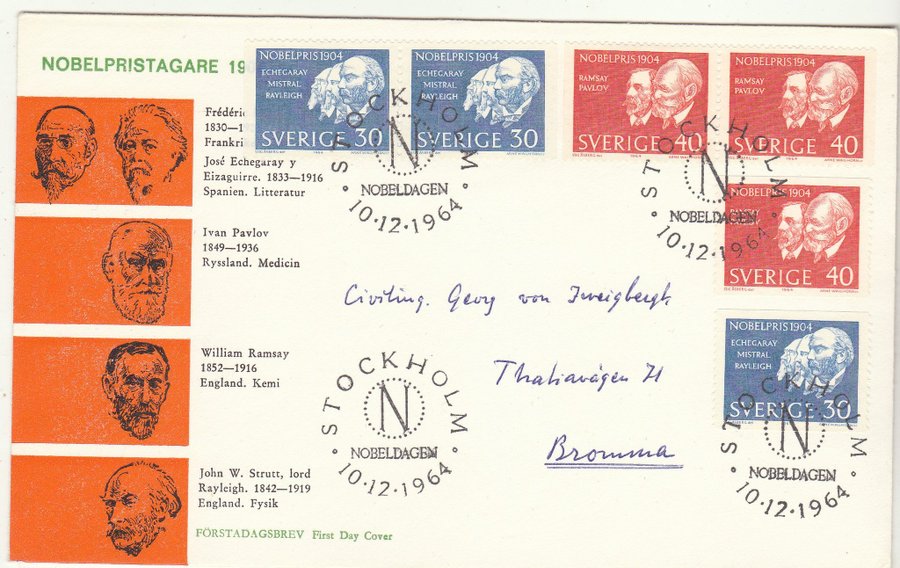 NOBELPRISTAGARE 19
Frédéric
1830—1
Frankri
José Echegaray y
Eizaguirre. 1833—1916
Spanien. Litteratur
Ivan Pavlov
1849—1936
Ryssland. Medicin
William Ramsay
1852—1916
England. Kemi
John W. Strutt, lord
Rayleigh. 1842—1919
England. Fysik
FÖRSTADAGSBREV First Day Cover
NOBELPRIS 1904
ECHEGARAY
MISTRAL
RAYLEIGH
SVERIGE 30
NOBELPRIS 1904
ECHEGARAY
MISTRAL
RAYLEIGH
SVERIGE 30
NOBELPRIS 1904
RAMSAY
PAVLOV
SVERIGE 40
NOBELPRIS 1904
RAMSAY
PAVLOV
SVERIGE 40
NOBELPRIS 1904
SVERIGE 40
NOBELPRIS 1904
ECHEGARAY
MISTRAL
RAYLEIGH
SVERIGE 30
STOCKHOLM
N
NOBELDAGEN
10.12.1964
STOCKHOLM
N
NOBELDAGEN
10.12.1964
STOCKHOLM
N
NOBELDAGEN
10.12.1964
STOCKHOLM
N
NOBELDAGEN
10.12.1964
Civiling. Georg von Zweigbergk
Thaliavägen 71
Bromma